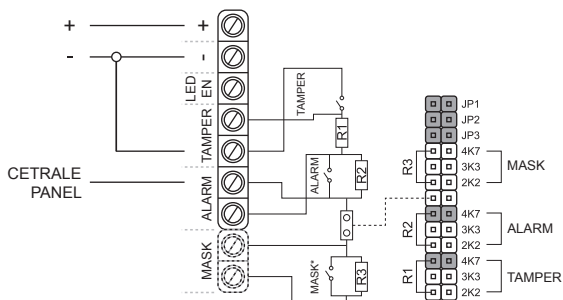 + +
- -
LED EN
TAMPER
ALARM
MASK
CETRALE
PANEL
TAMPER
R1
ALARM
R2
MASK*
R3
JP1
JP2
JP3
R3
4K7
3K3
2K2
MASK
R2
4K7
3K3
2K2
ALARM
R1
4K7
3K3
2K2
TAMPER